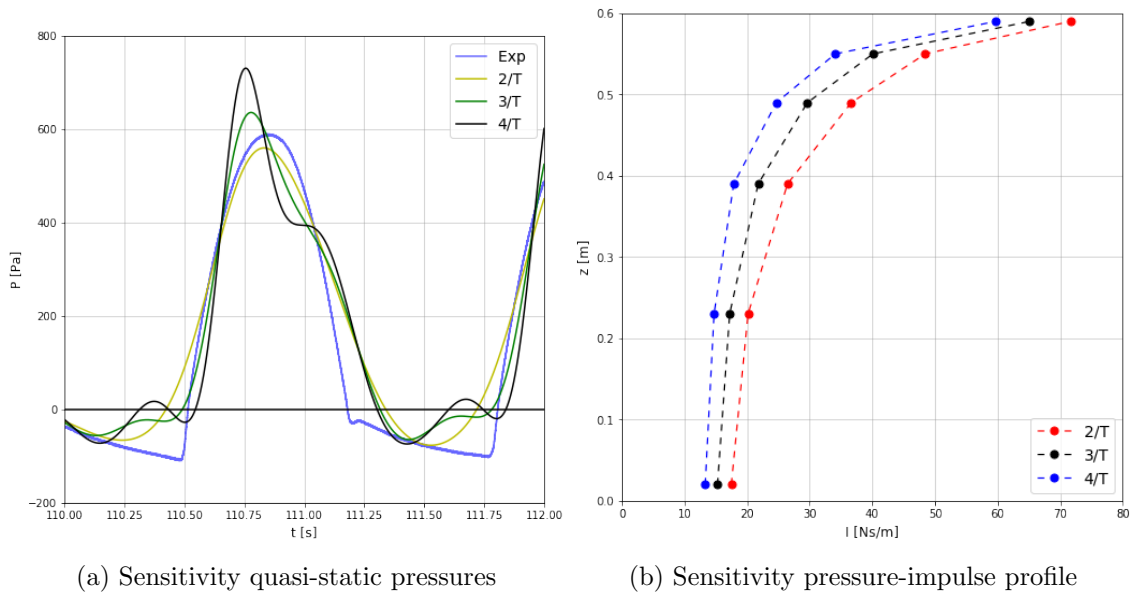 800
600
400
200
0
−200
110.00
110.25
110.50
110.75
111.00
111.25
111.50
111.75
112.00
P [Pa]
t [s]
Exp
2/T
3/T
4/T
0.6
0.5
0.4
0.3
0.2
0.1
0.0
0
10
20
30
40
50
60
70
80
z [m]
I [Ns/m]
2/T
3/T
4/T
(a) Sensitivity quasi-static pressures
(b) Sensitivity pressure-impulse profile